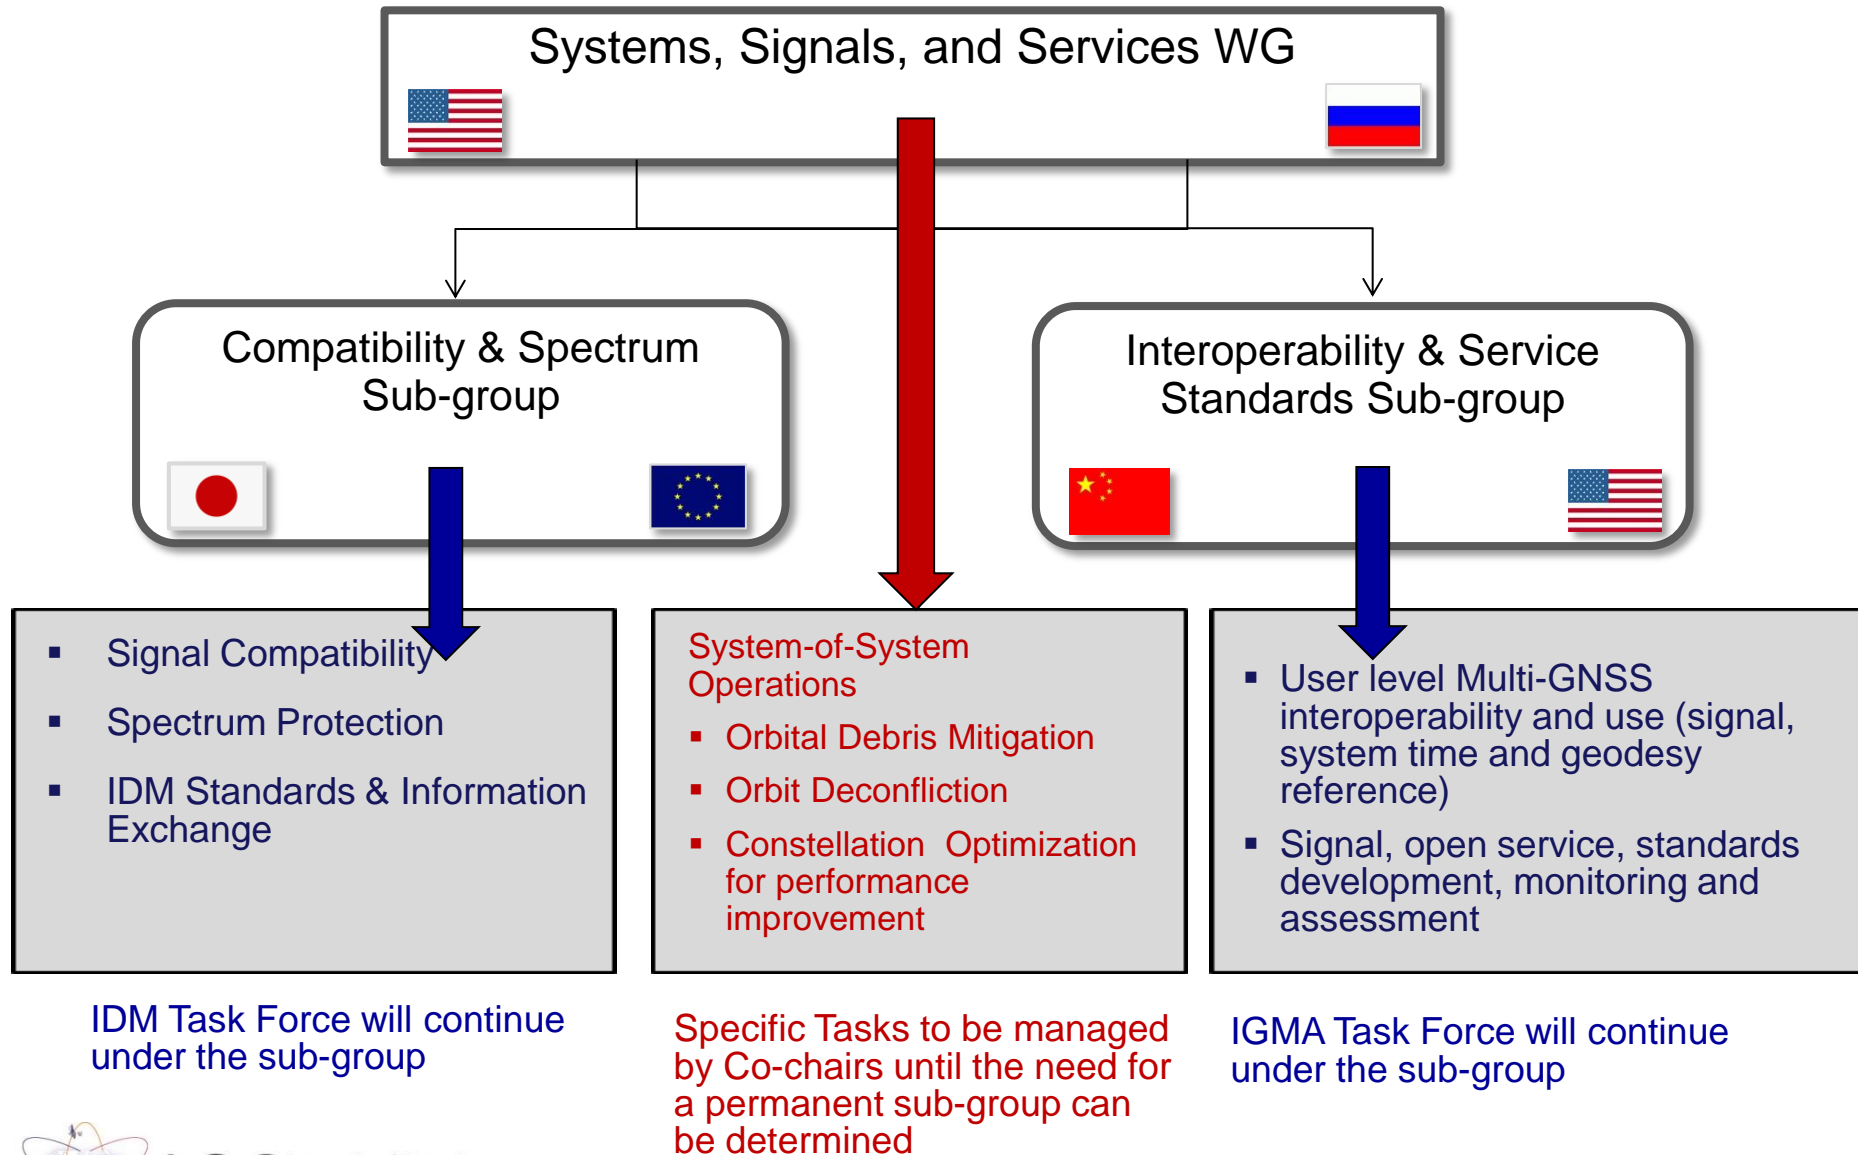 Systems, Signals, and Services WG
Compatibility & Spectrum
Sub-group
Interoperability & Service
Standards Sub-group
▪ Signal Compatibility
▪ Spectrum Protection
▪ IDM Standards & Information
Exchange
System-of-System
Operations
▪ Orbital Debris Mitigation
▪ Orbit Deconfliction
▪ Constellation Optimization
for performance
improvement
▪ User level Multi-GNSS
interoperability and use (signal,
system time and geodesy
reference)
▪ Signal, open service, standards
development, monitoring and
assessment
IDM Task Force will continue
under the sub-group
Specific Tasks to be managed
by Co-chairs until the need for
a permanent sub-group can
be determined
IGMA Task Force will continue
under the sub-group